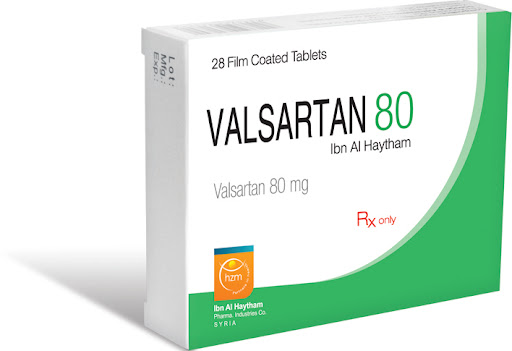 Lot:
Mfg:
Exp.:
28 Film Coated Tablets
VALSARTAN 80
Ibn Al Haytham
Valsartan 80 mg
Rx only
hzm
Ibn Al Haytham
Pharma. Industries Co.
SYRIA